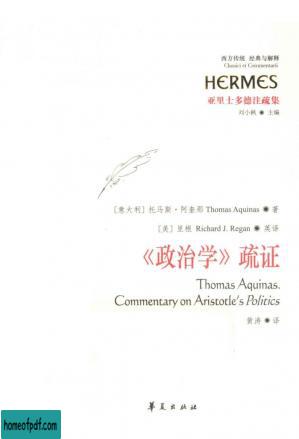 西方传统 经典与解释
Classici et Commentarii
HERMES
亚里士多德注疏集
刘小枫◉主编
[意大利] 托马斯·阿奎那 Thomas Aquinas ◉ 著
[美] 里根 Richard J. Regan ◉ 英译
《政治学》疏证
Thomas Aquinas.
Commentary on Aristotle's Politics
黄涛◉译
华夏出版社
homeofpdf.com
homeofpdf.com